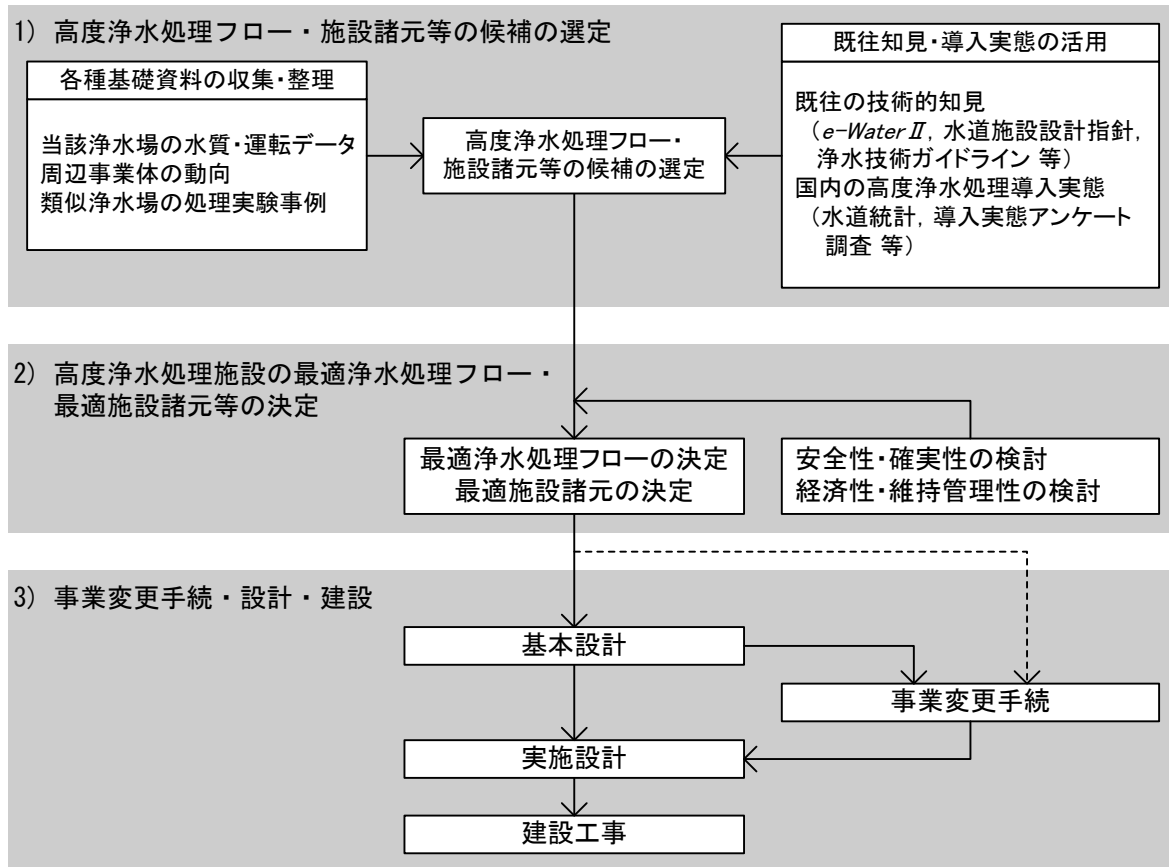 1) 高度浄水処理フロー・施設諸元等の候補の選定
各種基礎資料の収集・整理
当該浄水場の水質・運転データ
周辺事業体の動向
類似浄水場の処理実験事例
高度浄水処理フロー・
施設諸元等の候補の選定
既往知見・導入実態の活用
既往の技術的知見
（e-WaterⅡ, 水道施設設計指針,
浄水技術ガイドライン 等）
国内の高度浄水処理導入実態
（水道統計, 導入実態アンケート
調査 等）
2) 高度浄水処理施設の最適浄水処理フロー・
最適施設諸元等の決定
最適浄水処理フローの決定
最適施設諸元の決定
安全性・確実性の検討
経済性・維持管理性の検討
3) 事業変更手続・設計・建設
基本設計
事業変更手続
実施設計
建設工事